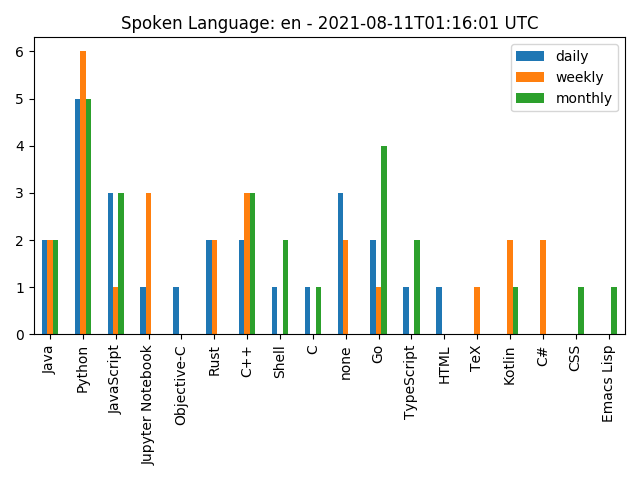 Spoken Language: en - 2021-08-11T01:16:01 UTC
daily
weekly
monthly
6
5
4
3
2
1
0
Java
Python
JavaScript
Jupyter Notebook
Objective-C
Rust
C++
Shell
C
none
Go
TypeScript
HTML
TeX
Kotlin
C#
CSS
Emacs Lisp